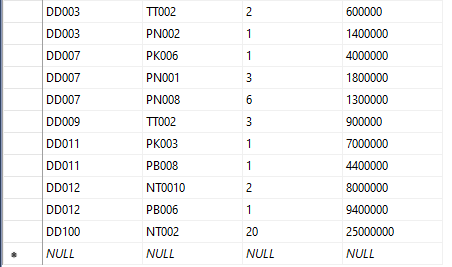 DD003 TT002 2 600000
DD003 PN002 1 1400000
DD007 PK006 1 4000000
DD007 PN001 3 1800000
DD007 PN008 6 1300000
DD009 TT002 3 900000
DD011 PK003 1 7000000
DD011 PB008 1 4400000
DD012 NT0010 2 8000000
DD012 PB006 1 9400000
DD100 NT002 20 25000000
NULL NULL NULL NULL